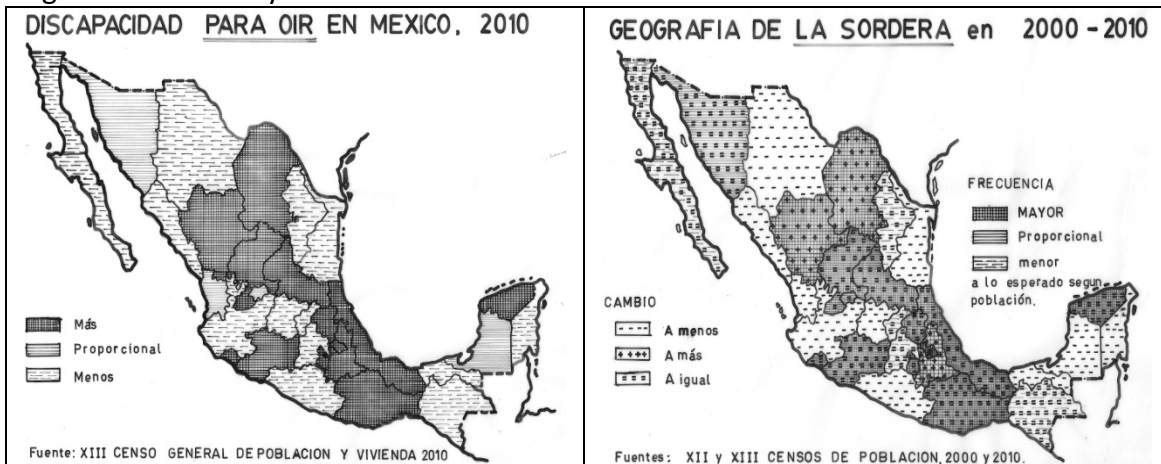 DISCAPACIDAD PARA OIR EN MEXICO, 2010
Más
Proporcional
Menos
Fuente: XIII CENSO GENERAL DE POBLACION Y VIVIENDA 2010
GEOGRAFIA DE LA SORDERA en 2000-2010
FRECUENCIA
MAYOR
Proporcional
menor
a lo esperado segun
población.
CAMBIO
A menos
A más
A igual
Fuentes: XII y XIII CENSOS DE POBLACION, 2000 y 2010.